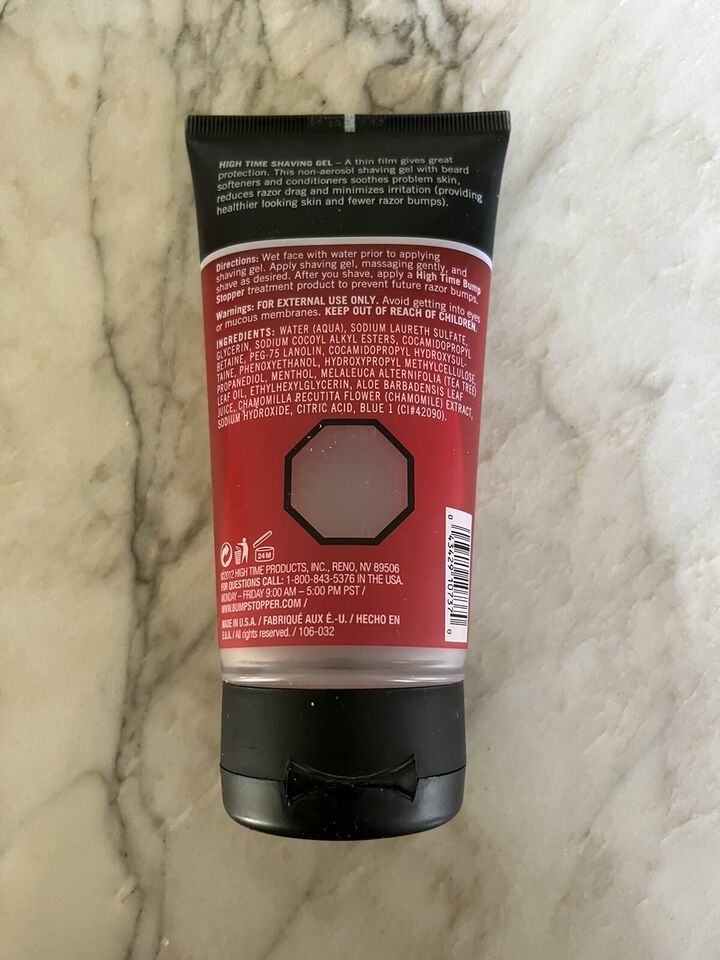 HIGH TIME SHAVING GEL – A thin film gives great
protection. This non-aerosol shaving gel with beard
softeners and conditioners soothes problem skin,
reduces razor drag and minimizes irritation (providing
healthier looking skin and fewer razor bumps).
Directions: Wet face with water prior to applying
shaving gel. Apply shaving gel, massaging gently, and
shave as desired. After you shave, apply a High Time Bump
Stopper treatment product to prevent future razor bumps.
Warnings: FOR EXTERNAL USE ONLY. Avoid getting into eyes
or mucous membranes. KEEP OUT OF REACH OF CHILDREN.
INGREDIENTS: WATER (AQUA), SODIUM LAURETH SULFATE,
GLYCERIN, SODIUM COCOYL ALKYL ESTERS, COCAMIDOPROPYL
BETAINE, PEG-75 LANOLIN, COCAMIDOPROPYL HYDROXYSUL-
TAINE, PHENOXYETHANOL, HYDROXYPROPYL METHYLCELLULOSE,
PROPANEDIOL, MENTHOL, MELALEUCA ALTERNIFOLIA (TEA TREE)
LEAF OIL, ETHYLHEXYLGLYCERIN, ALOE BARBADENSIS LEAF
JUICE, CHAMOMILLA RECUTITA FLOWER (CHAMOMILE) EXTRACT,
SODIUM HYDROXIDE, CITRIC ACID, BLUE 1 (CI#42090).
24M
©2012 HIGH TIME PRODUCTS, INC., RENO, NV 89506
FOR QUESTIONS CALL: 1-800-843-5376 IN THE USA.
MONDAY – FRIDAY 9:00 AM – 5:00 PM PST /
WWW.BUMPSTOPPER.COM /
MADE IN U.S.A. / FABRIQUÉ AUX É.-U. / HECHO EN
E.U.A. / All rights reserved. / 106-032
0 43429 10737 0